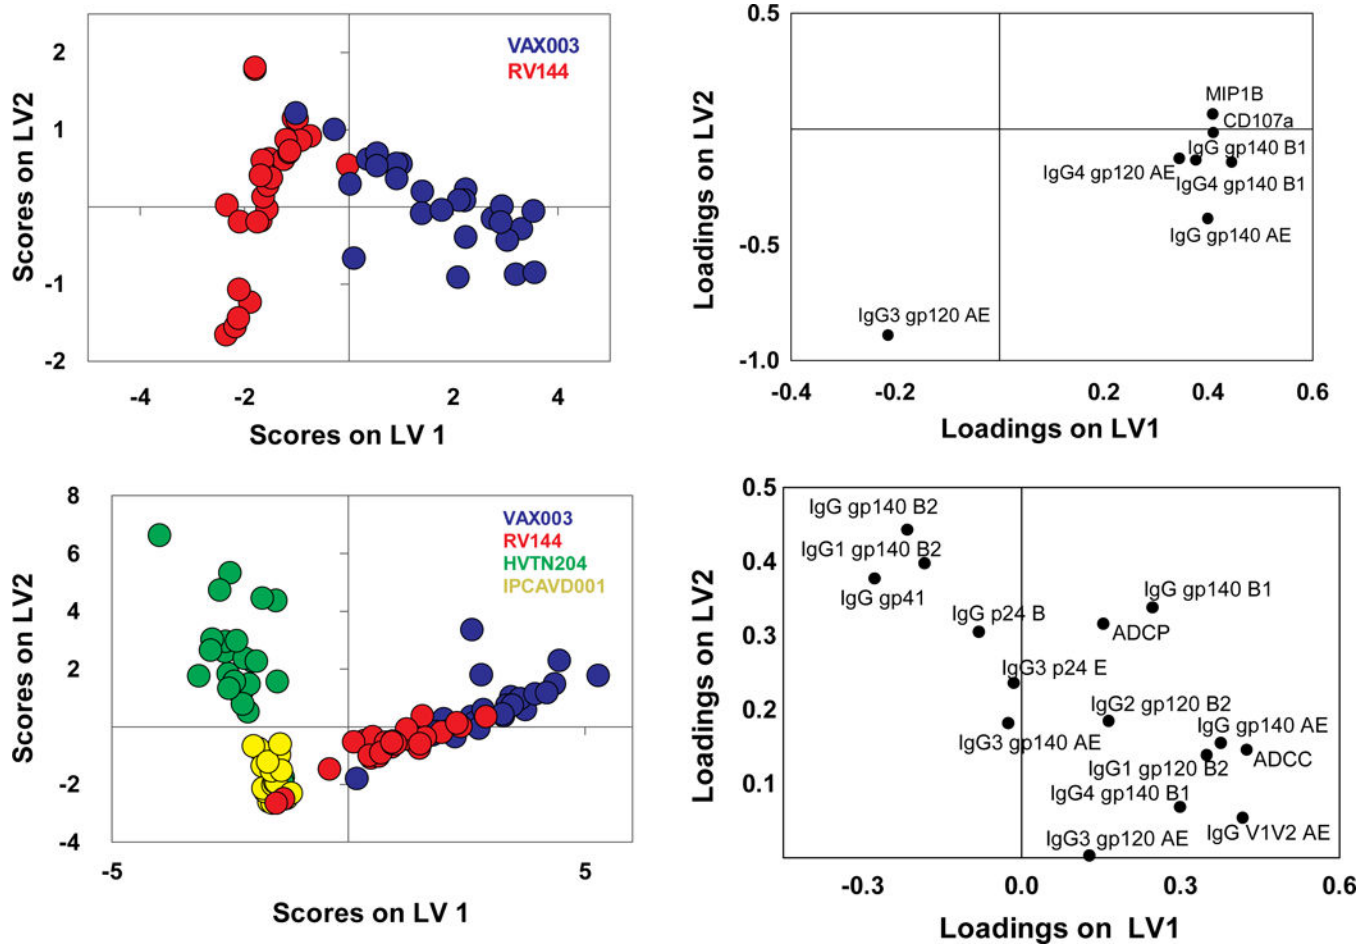 Scores on LV2
2
1
0
-1
-2
-4
-2
0
2
4
Scores on LV 1
VAX003
RV144
Loadings on LV2
0.5
0.0
-0.5
-1.0
-0.4
-0.2
0.2
0.4
0.6
Loadings on LV1
MIP1B
CD107a
IgG gp140 B1
IgG4 gp120 AE
IgG4 gp140 B1
IgG gp140 AE
IgG3 gp120 AE
Scores on LV2
8
6
4
2
0
-2
-4
-5
0
5
Scores on LV 1
VAX003
RV144
HVTN204
IPCAVD001
Loadings on LV2
0.5
0.4
0.3
0.2
0.1
-0.3
0.0
0.3
0.6
Loadings on LV1
IgG gp140 B2
IgG1 gp140 B2
IgG gp41
IgG p24 B
IgG gp140 B1
ADCP
IgG3 p24 E
IgG2 gp120 B2
IgG3 gp140 AE
IgG gp140 AE
ADCC
IgG1 gp120 B2
IgG4 gp140 B1
IgG V1V2 AE
IgG3 gp120 AE